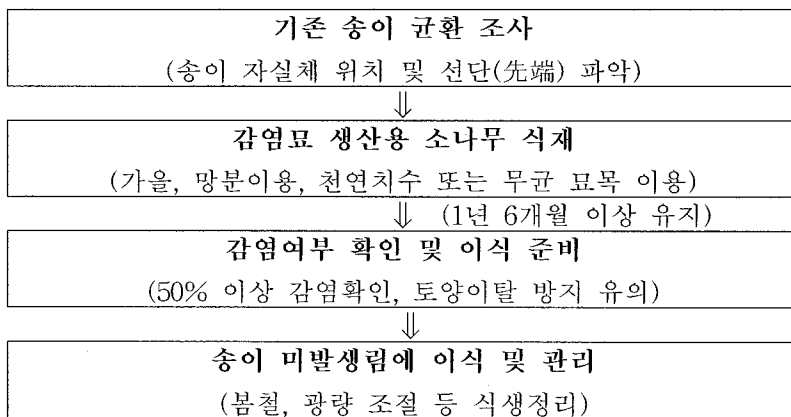 기존 송이 균환 조사
(송이 자실체 위치 및 선단(先端) 파악)
⇓
감염묘 생산용 소나무 식재
(가을, 망분이용, 천연치수 또는 무균 묘목 이용)
⇓ (1년 6개월 이상 유지)
감염여부 확인 및 이식 준비
(50% 이상 감염확인, 토양이탈 방지 유의)
⇓
송이 미발생림에 이식 및 관리
(봄철, 광량 조절 등 식생정리)